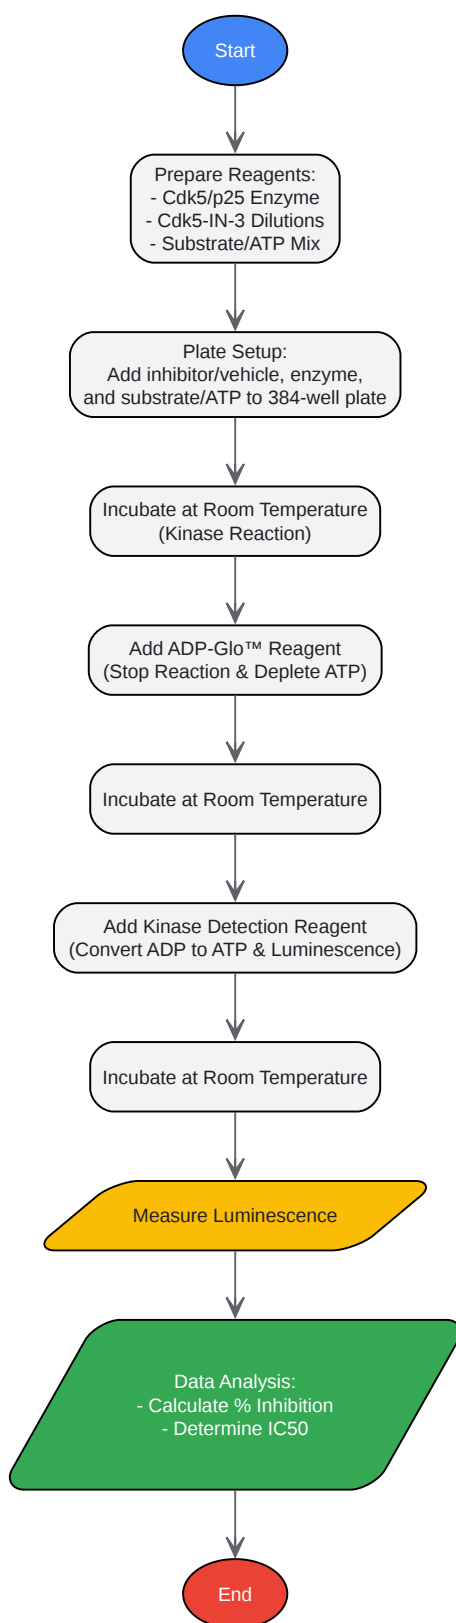 Start
Prepare Reagents:
- Cdk5/p25 Enzyme
- Cdk5-IN-3 Dilutions
- Substrate/ATP Mix
Plate Setup:
Add inhibitor/vehicle, enzyme,
and substrate/ATP to 384-well plate
Incubate at Room Temperature
(Kinase Reaction)
Add ADP-Glo™ Reagent
(Stop Reaction & Deplete ATP)
Incubate at Room Temperature
Add Kinase Detection Reagent
(Convert ADP to ATP & Luminescence)
Incubate at Room Temperature
Measure Luminescence
Data Analysis:
- Calculate % Inhibition
- Determine IC50
End